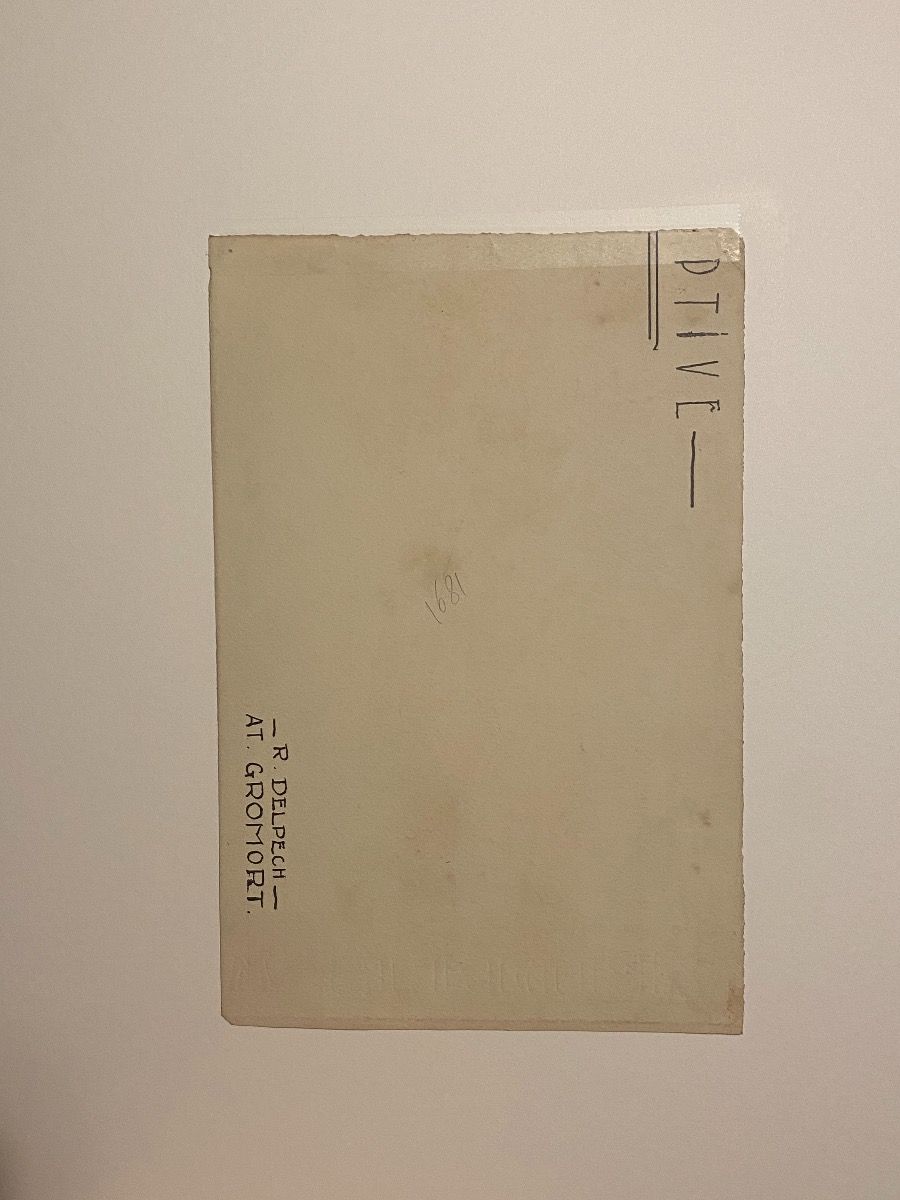 PTIVE—
1681
— R. DELPECH —
AT. GROMORT.